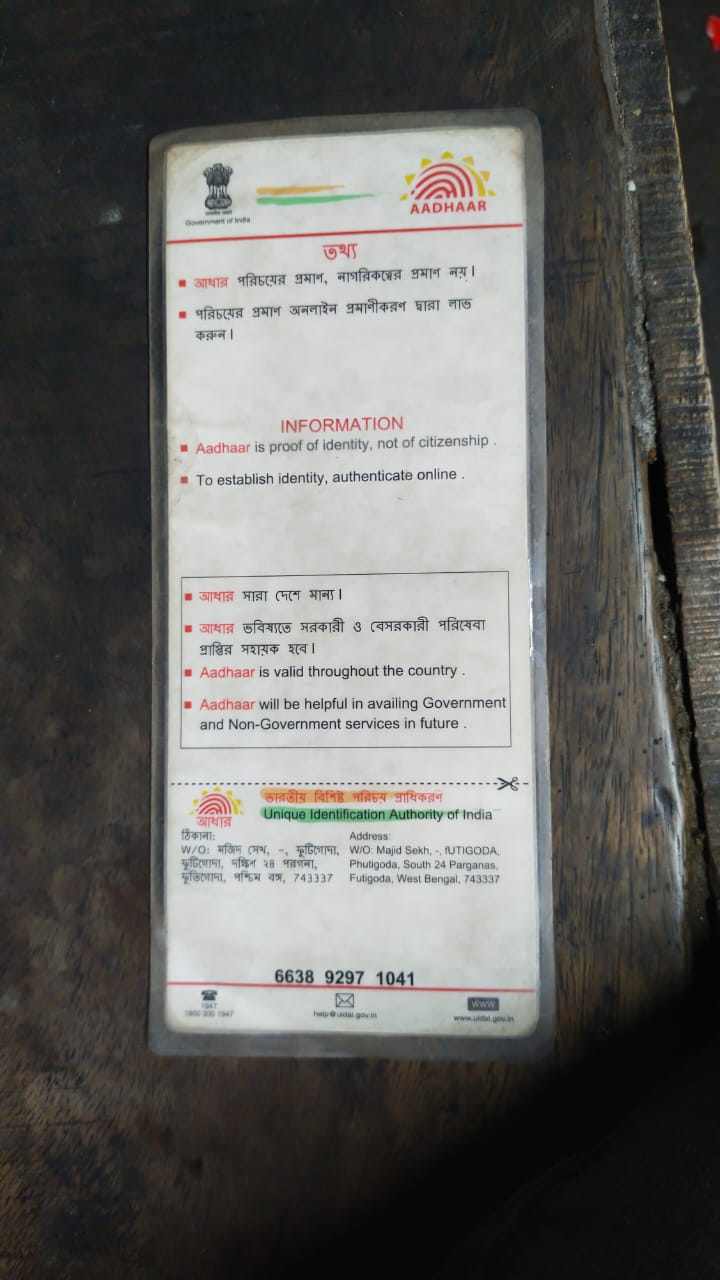 Government of India
AADHAAR
তথ্য
আধার পরিচয়ের প্রমাণ, নাগরিকত্বের প্রমাণ নয়।
পরিচয়ের প্রমাণ অনলাইন প্রমাণীকরণ দ্বারা লাভ
করুন।
INFORMATION
Aadhaar is proof of identity, not of citizenship .
To establish identity, authenticate online .
আধার সারা দেশে মান্য।
আধার ভবিষ্যতে সরকারী ও বেসরকারী পরিষেবা
প্রাপ্তির সহায়ক হবে।
Aadhaar is valid throughout the country .
Aadhaar will be helpful in availing Government
and Non-Government services in future .
ভারতীয় বিশিষ্ট পরিচয় প্রাধিকরণ
Unique Identification Authority of India
আধার
ঠিকানা:
W/O: মজিদ সেখ, -, ফুটিগোদা,
ফুটিগোদা, দক্ষিণ ২৪ পরগনা,
ফুতিগোদা, পশ্চিম বঙ্গ, 743337
Address:
W/O: Majid Sekh, -, fUTIGODA,
Phutigoda, South 24 Parganas,
Futigoda, West Bengal, 743337
6638 9297 1041
1947
1800 300 1947
help@uidai.gov.in
www
www.uidai.gov.in